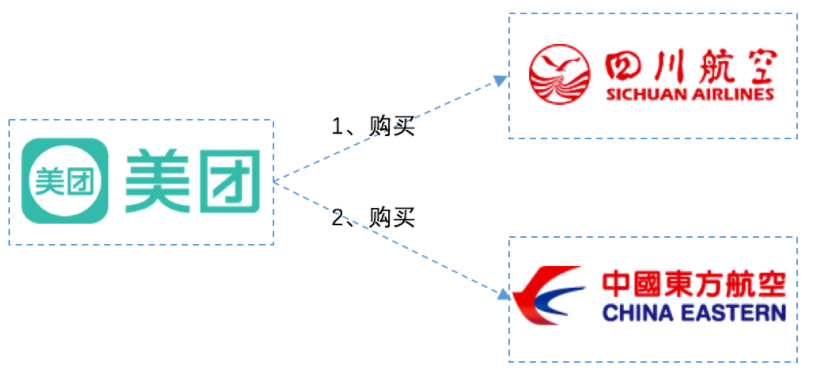 美团
美团
1、购买
2、购买
四川航空
SICHUAN AIRLINES
中國東方航空
CHINA EASTERN